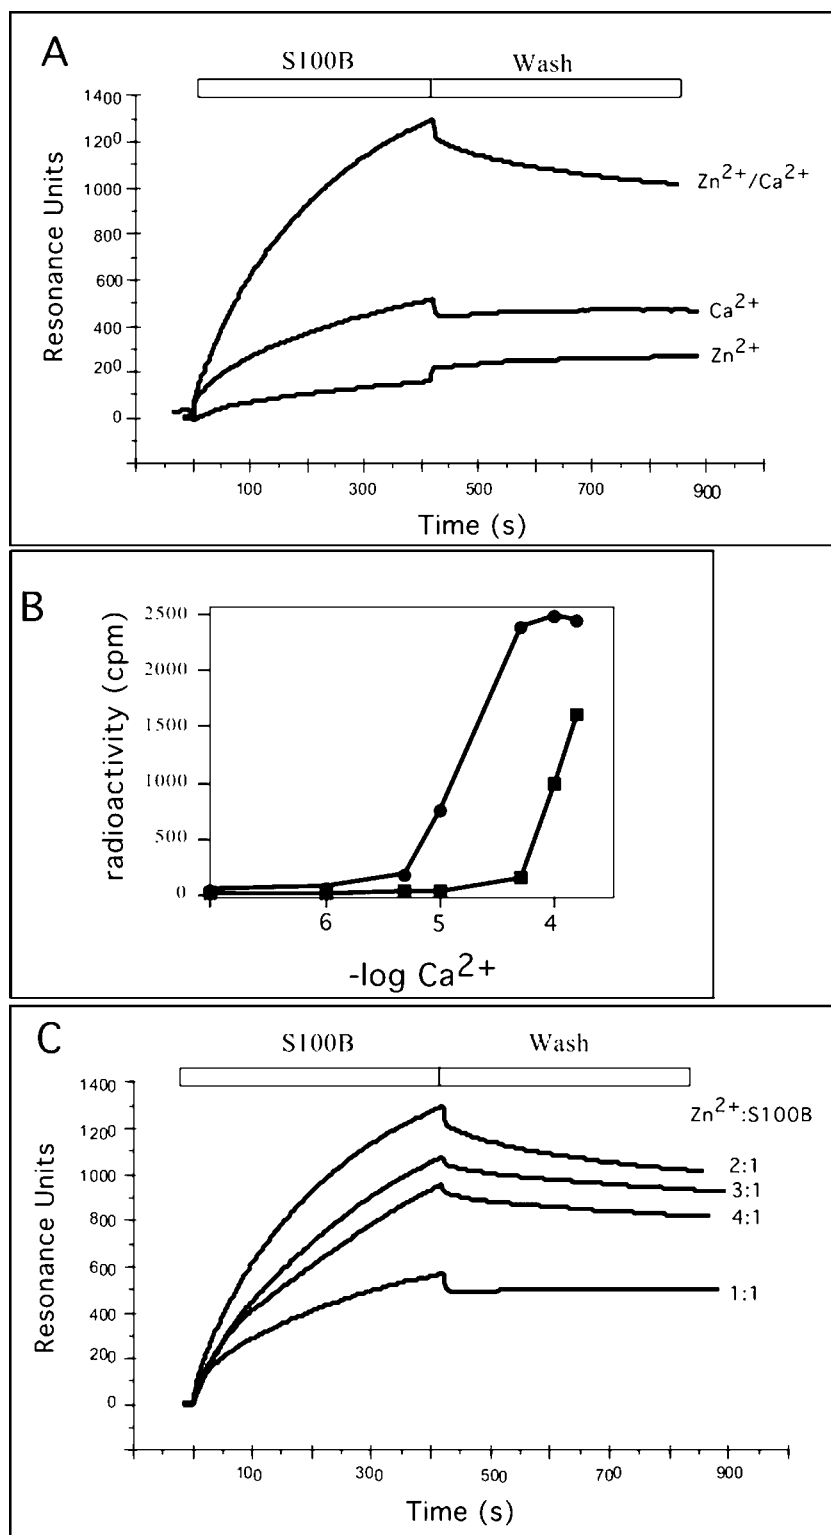 A
S100B Wash
1400
1200
1000
800
600
400
200
0
Resonance Units
Zn2+/Ca2+
Ca2+
Zn2+
100 300 500 700 900
Time (s)
B
2500
2000
1500
1000
500
0
radioactivity (cpm)
6 5 4
-log Ca2+
C
S100B Wash
1400
1200
1000
800
600
400
200
0
Resonance Units
Zn2+:S100B
2:1
3:1
4:1
1:1
100 300 500 700 900
Time (s)